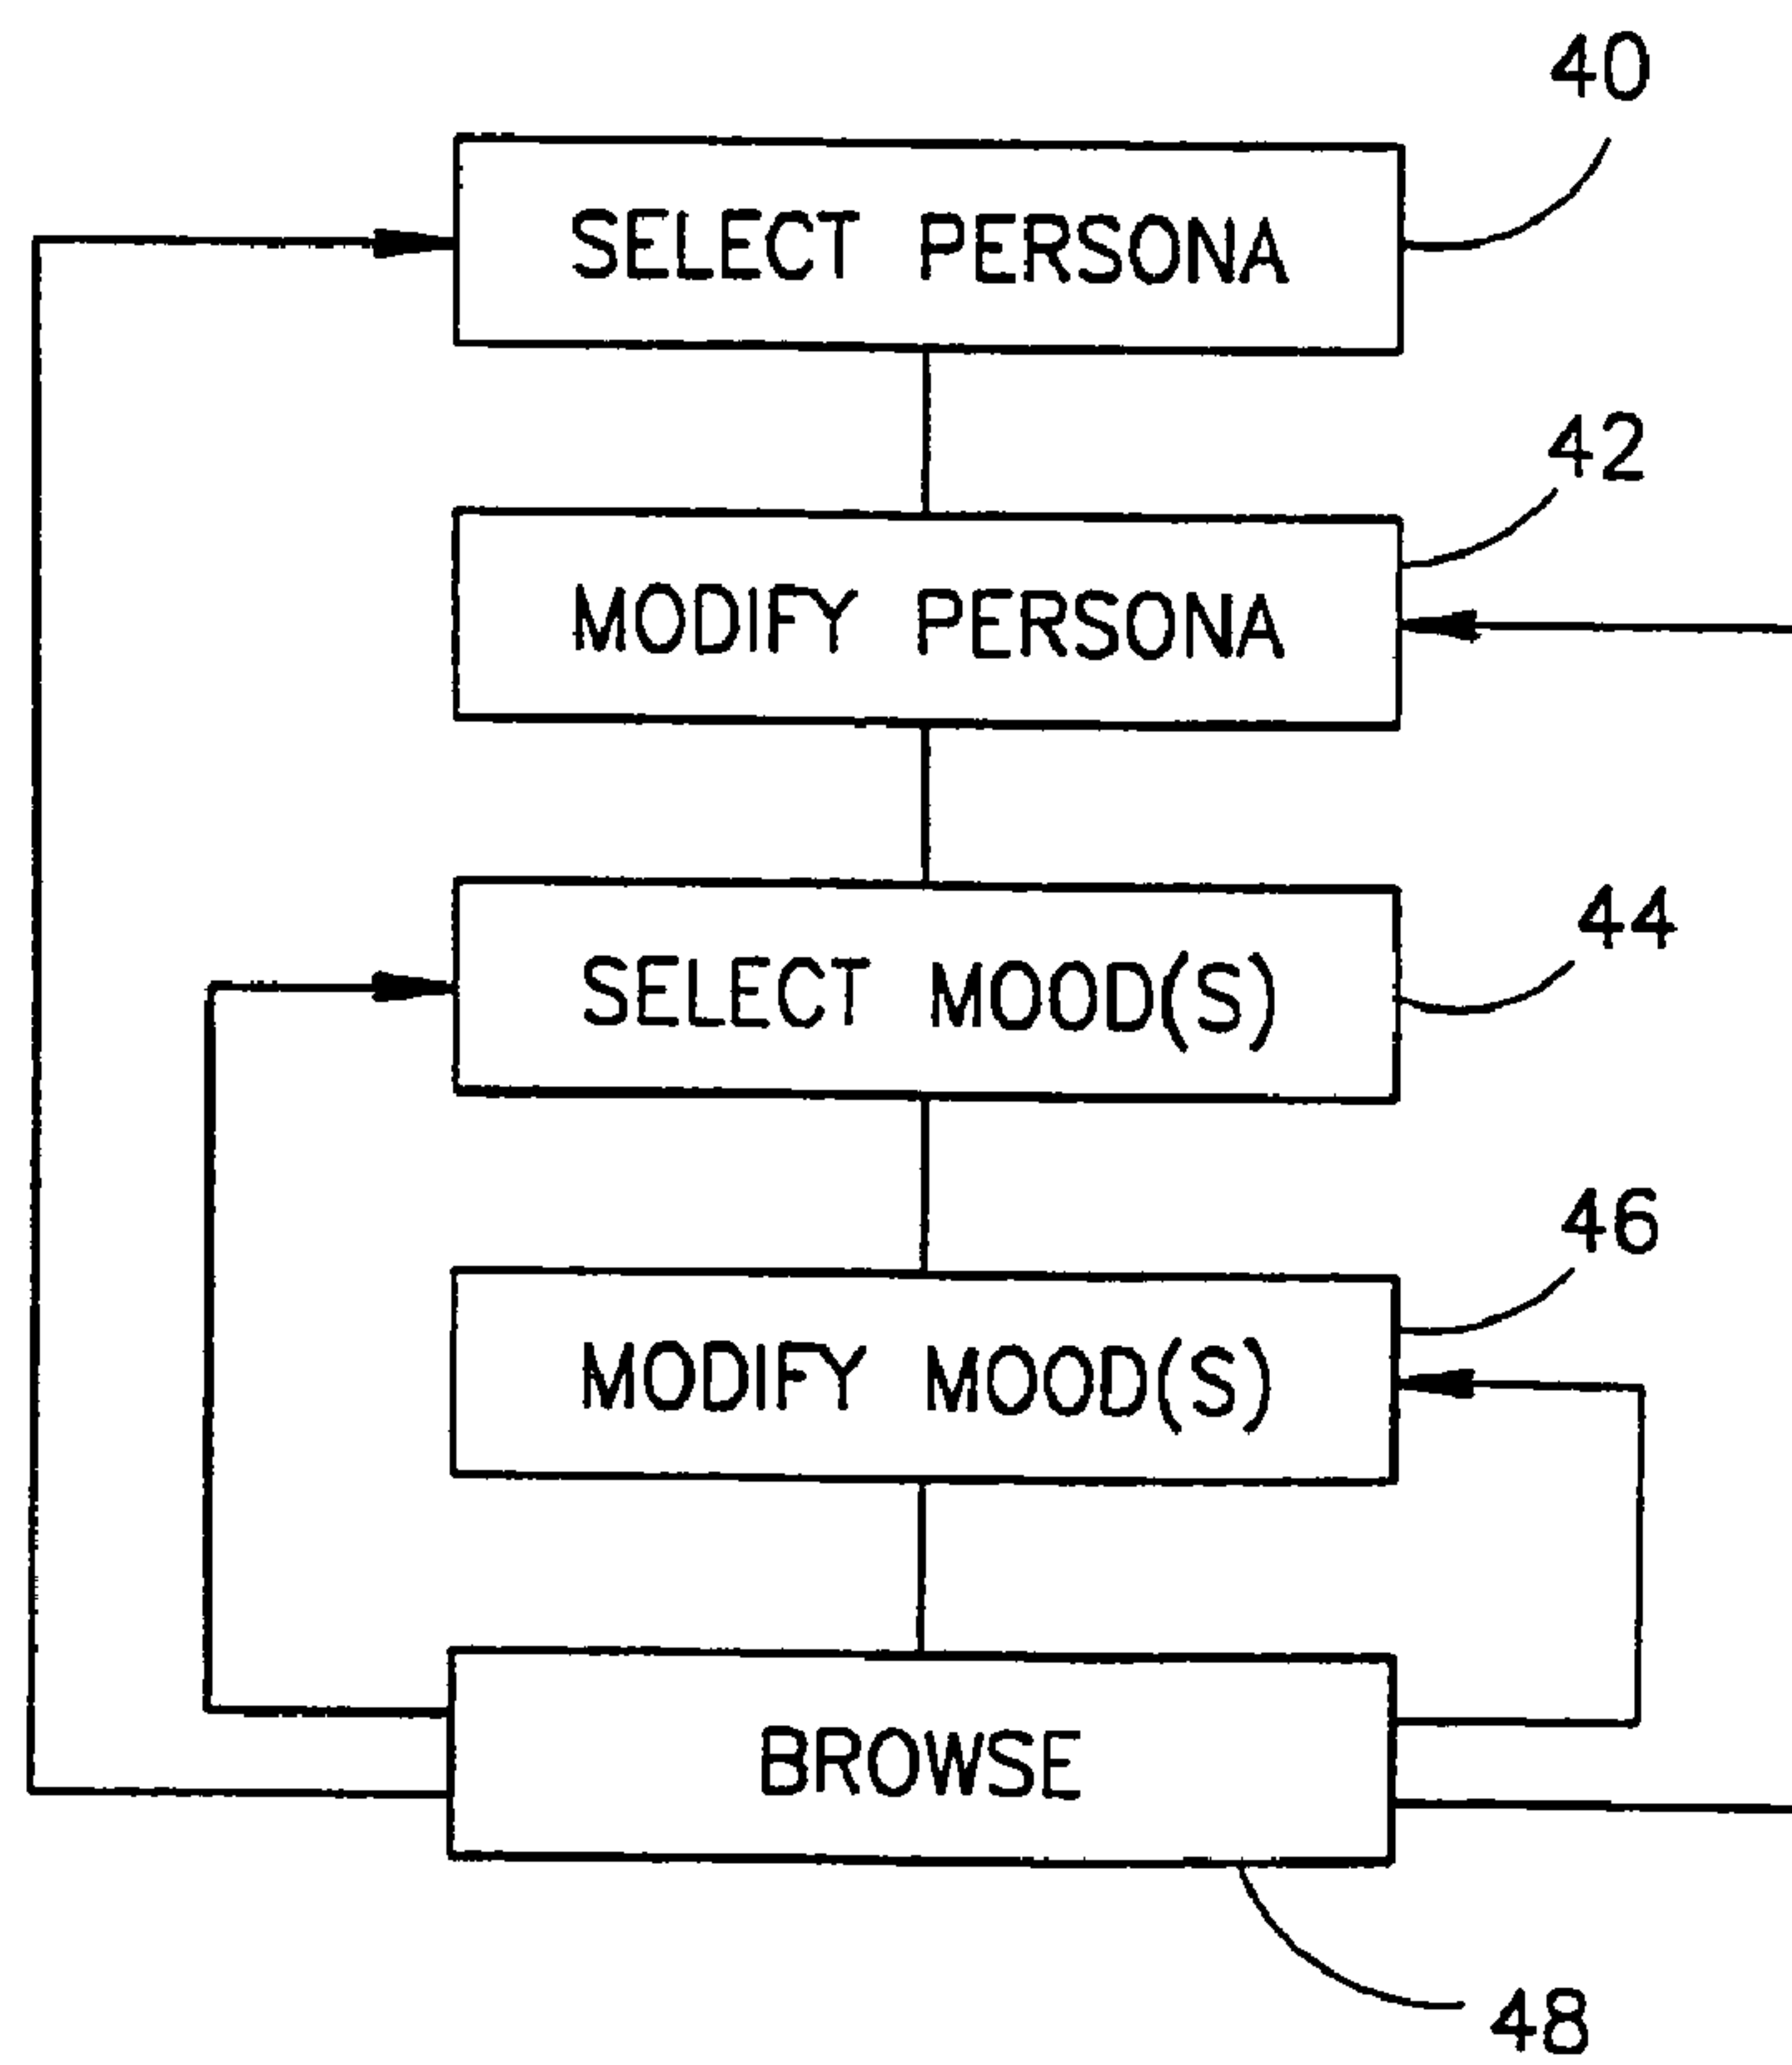 40
SELECT PERSONA
42
MODIFY PERSONA
44
SELECT MOOD(S)
46
MODIFY MOOD(S)
BROWSE
48